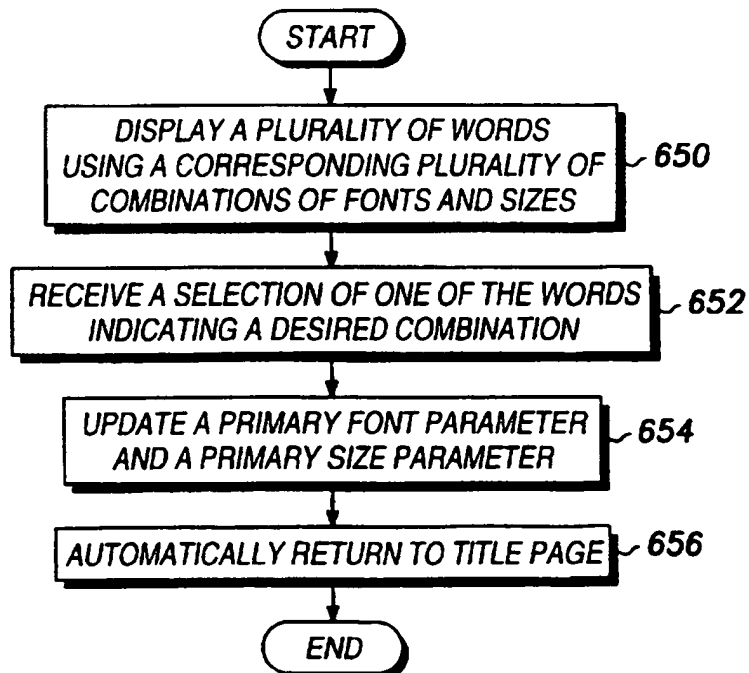 START
DISPLAY A PLURALITY OF WORDS
USING A CORRESPONDING PLURALITY OF
COMBINATIONS OF FONTS AND SIZES
650
RECEIVE A SELECTION OF ONE OF THE WORDS
INDICATING A DESIRED COMBINATION
652
UPDATE A PRIMARY FONT PARAMETER
AND A PRIMARY SIZE PARAMETER
654
AUTOMATICALLY RETURN TO TITLE PAGE
656
END